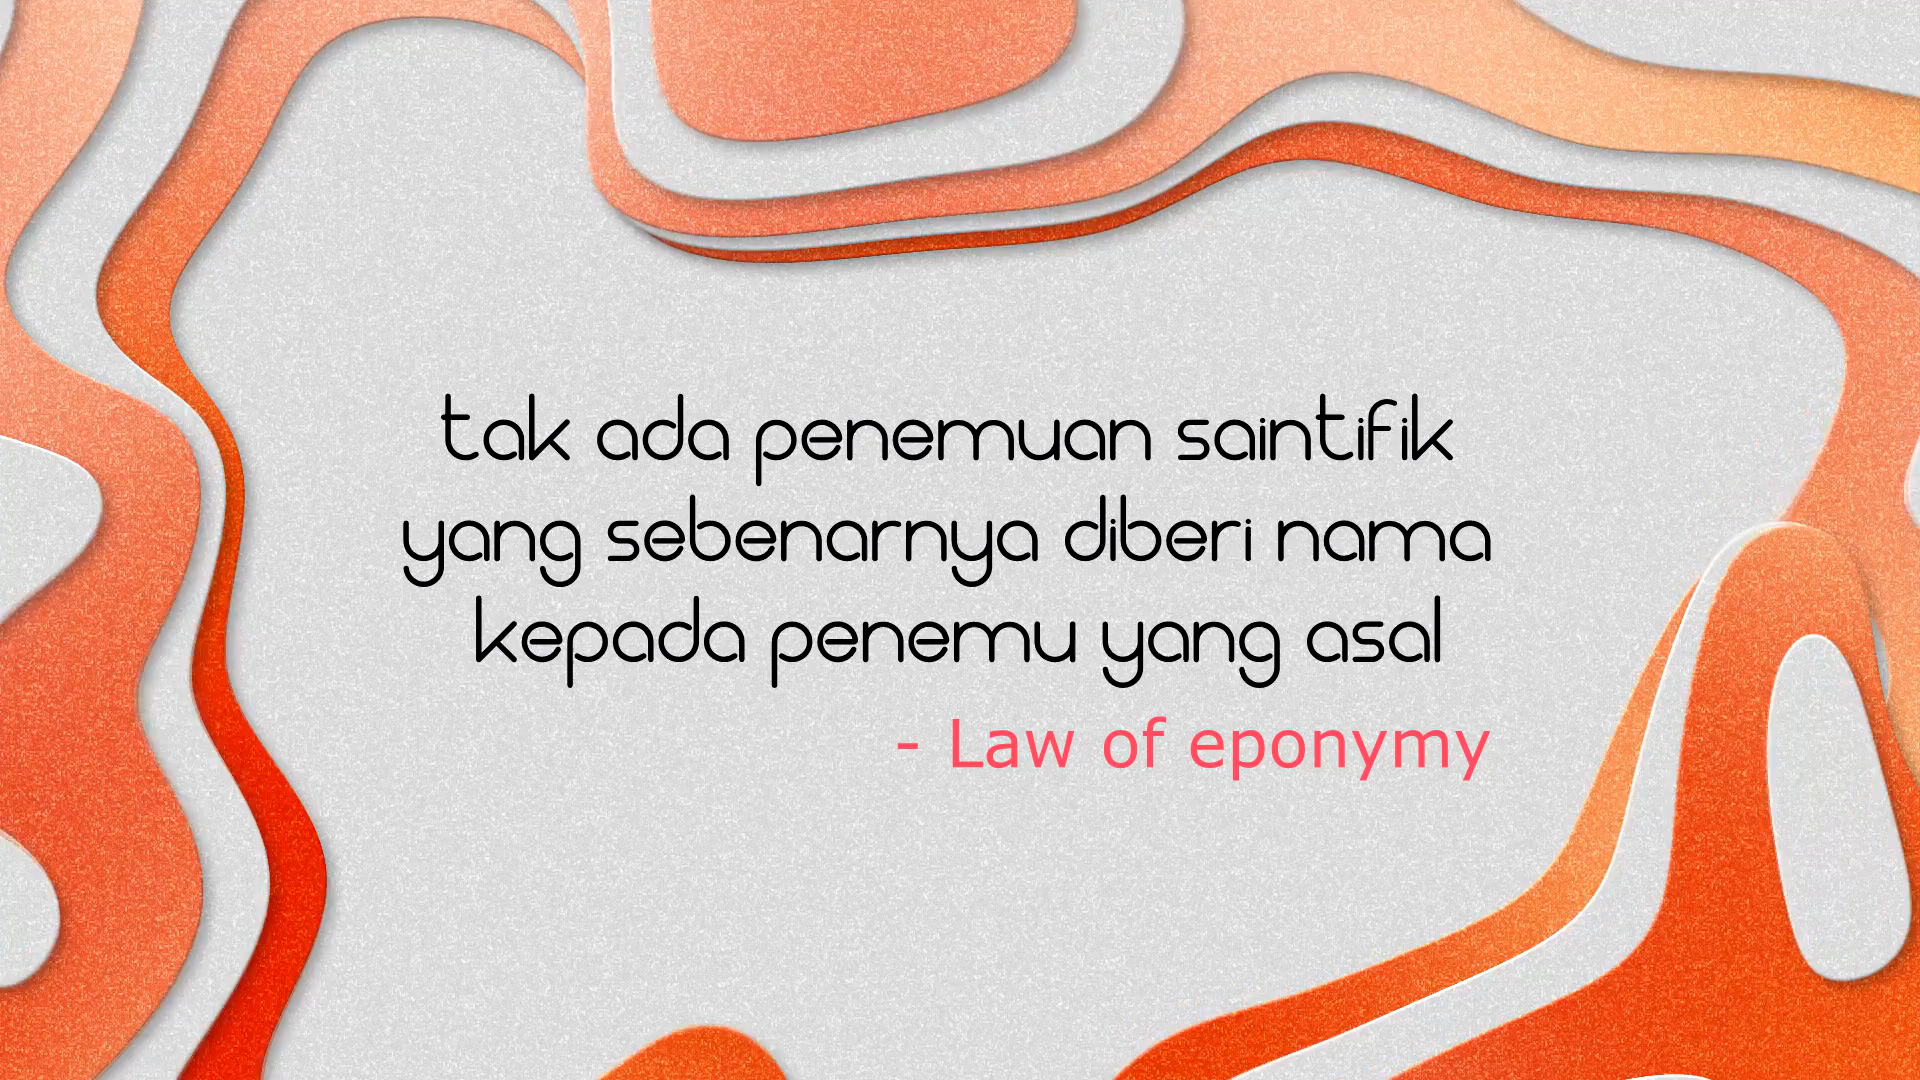 tak ada penemuan saintifik
yang sebenarnya diberi nama
kepada penemu yang asal
- Law of eponymy